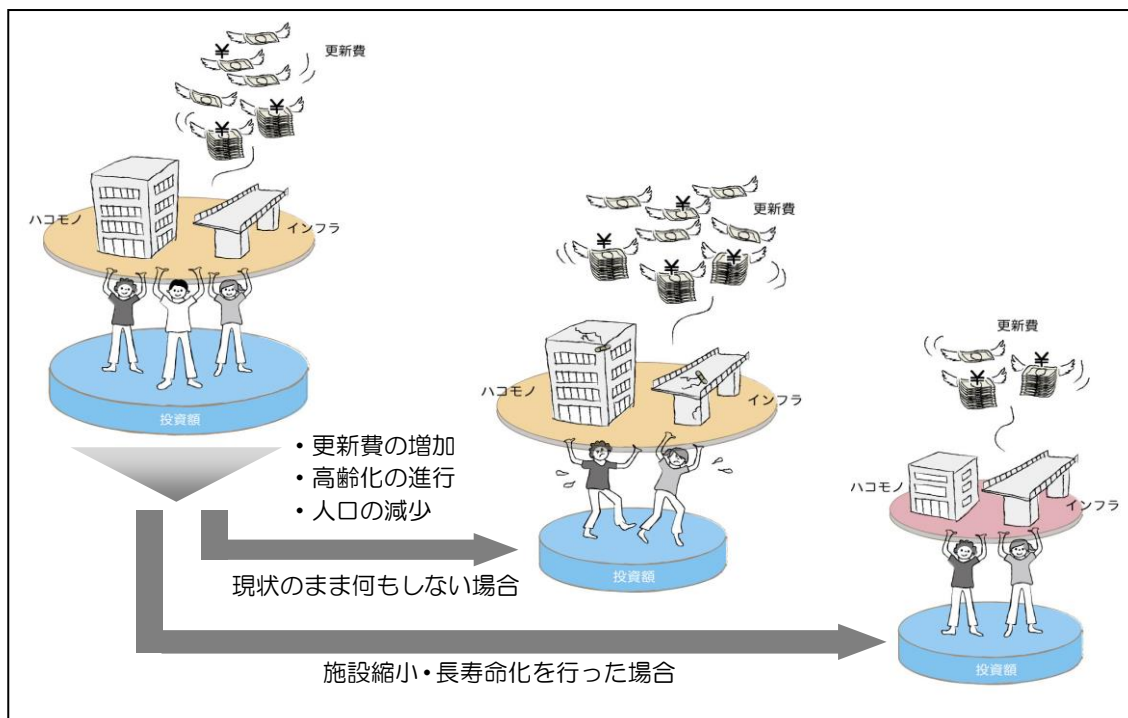 ¥
更新費
¥
¥
ハコモノ
インフラ
投資額
・更新費の増加
・高齢化の進行
・人口の減少
¥
更新費
¥
¥
¥
ハコモノ
インフラ
投資額
現状のまま何もしない場合
更新費
¥
¥
ハコモノ
インフラ
投資額
施設縮小・長寿命化を行った場合